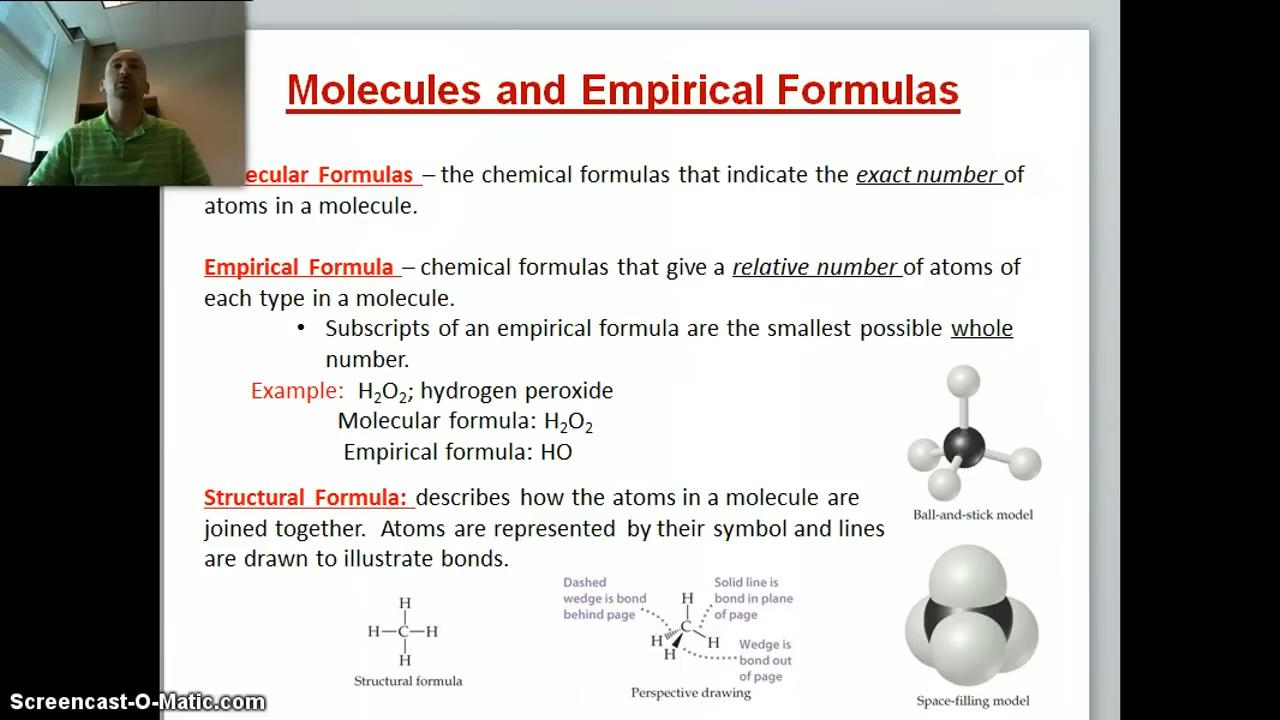 Molecules and Empirical Formulas
ecular Formulas – the chemical formulas that indicate the exact number of
atoms in a molecule.
Empirical Formula – chemical formulas that give a relative number of atoms of
each type in a molecule.
• Subscripts of an empirical formula are the smallest possible whole
number.
Example: H₂O₂; hydrogen peroxide
Molecular formula: H₂O₂
Empirical formula: HO
Structural Formula: describes how the atoms in a molecule are
joined together. Atoms are represented by their symbol and lines
are drawn to illustrate bonds.
Ball-and-stick model
H
H—C—H
H
Structural formula
Dashed
wedge is bond
behind page
Solid line is
bond in plane
of page
H
C
H
H
H
Wedge is
bond out
of page
Perspective drawing
Space-filling model
Screencast-O-Matic.com